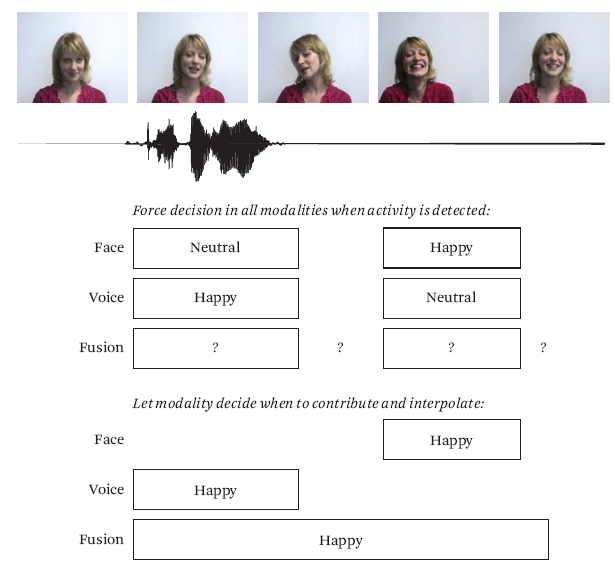 Force decision in all modalities when activity is detected:
Face Neutral Happy
Voice Happy Neutral
Fusion ? ? ? ?
Let modality decide when to contribute and interpolate:
Face Happy
Voice Happy
Fusion Happy